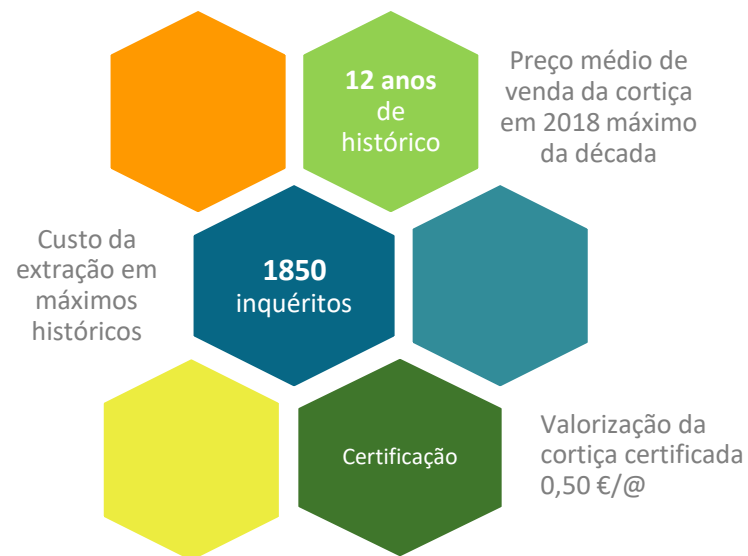 12 anos
de
histórico
Preço médio de
venda da cortiça
em 2018 máximo
da década
Custo da
extração em
máximos
históricos
1850
inquéritos
Certificação
Valorização da
cortiça certificada
0,50 €/@